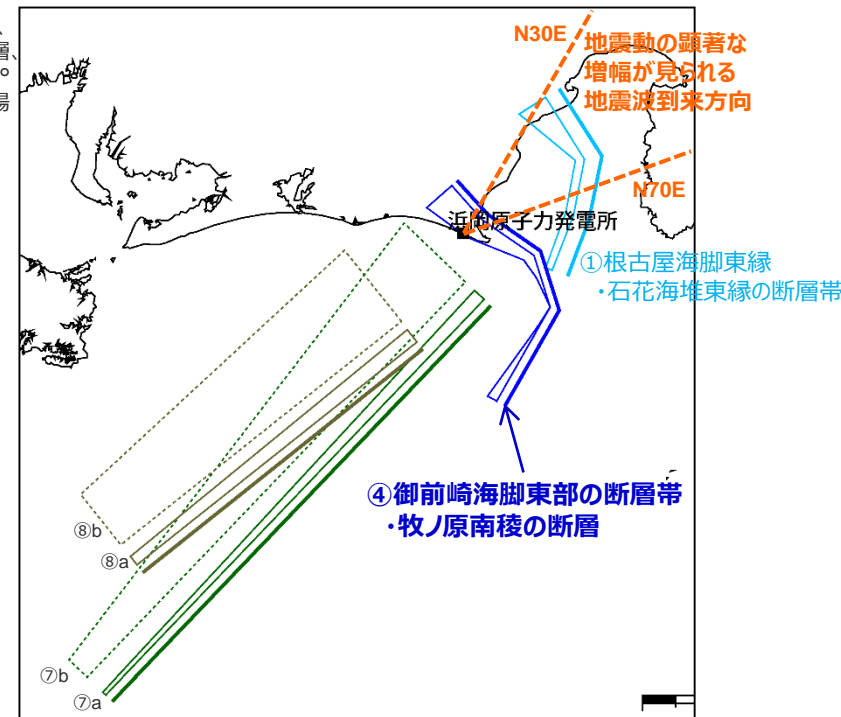 層、
。
場
N30E
地震動の顕著な
増幅が見られる
地震波到来方向
N70E
浜岡原子力発電所
①根古屋海脚東縁
・石花海堆東縁の断層帯
④御前崎海脚東部の断層帯
・牧ノ原南稜の断層
⑧b
⑧a
⑦b
⑦a